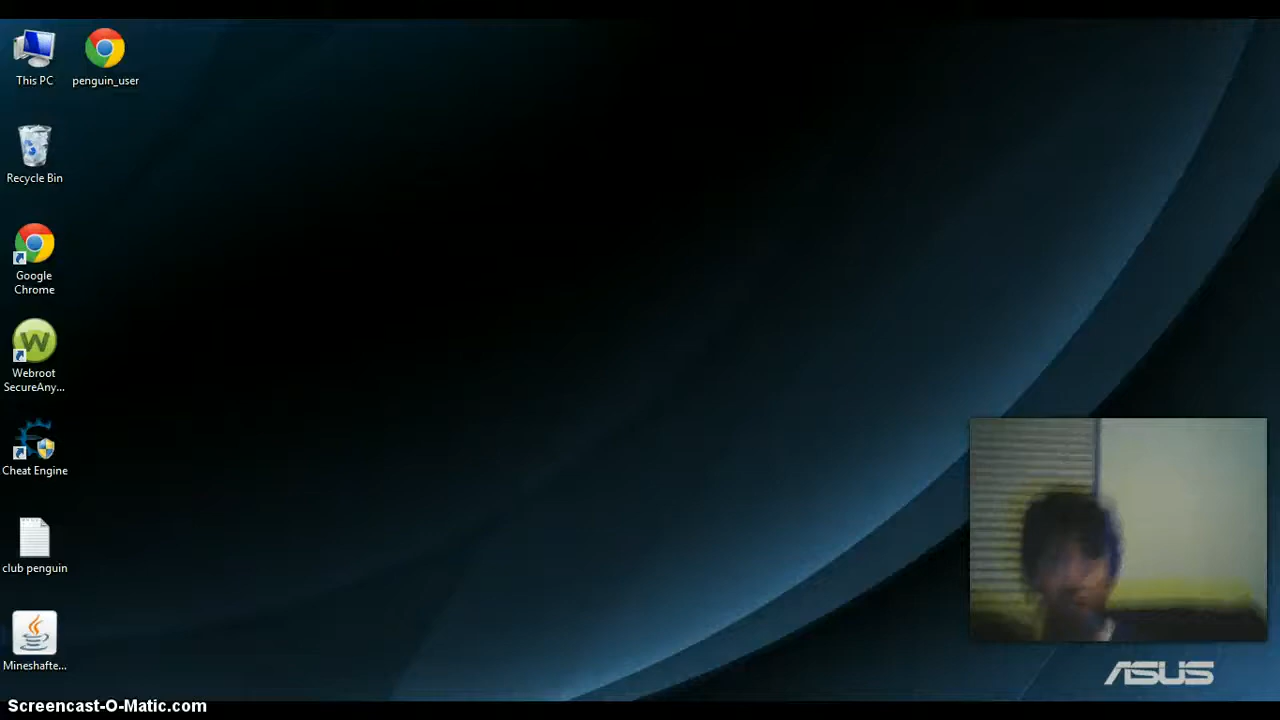 This PC
penguin_user
Recycle Bin
Google
Chrome
W
Webroot
SecureAny...
Cheat Engine
club penguin
Mineshafte...
ASUS
Screencast-O-Matic.com